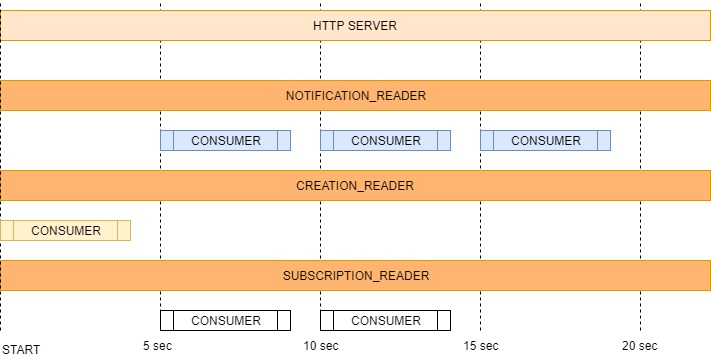 HTTP SERVER
NOTIFICATION_READER
CONSUMER CONSUMER CONSUMER
CREATION_READER
CONSUMER
SUBSCRIPTION_READER
CONSUMER CONSUMER
START 5 sec 10 sec 15 sec 20 sec